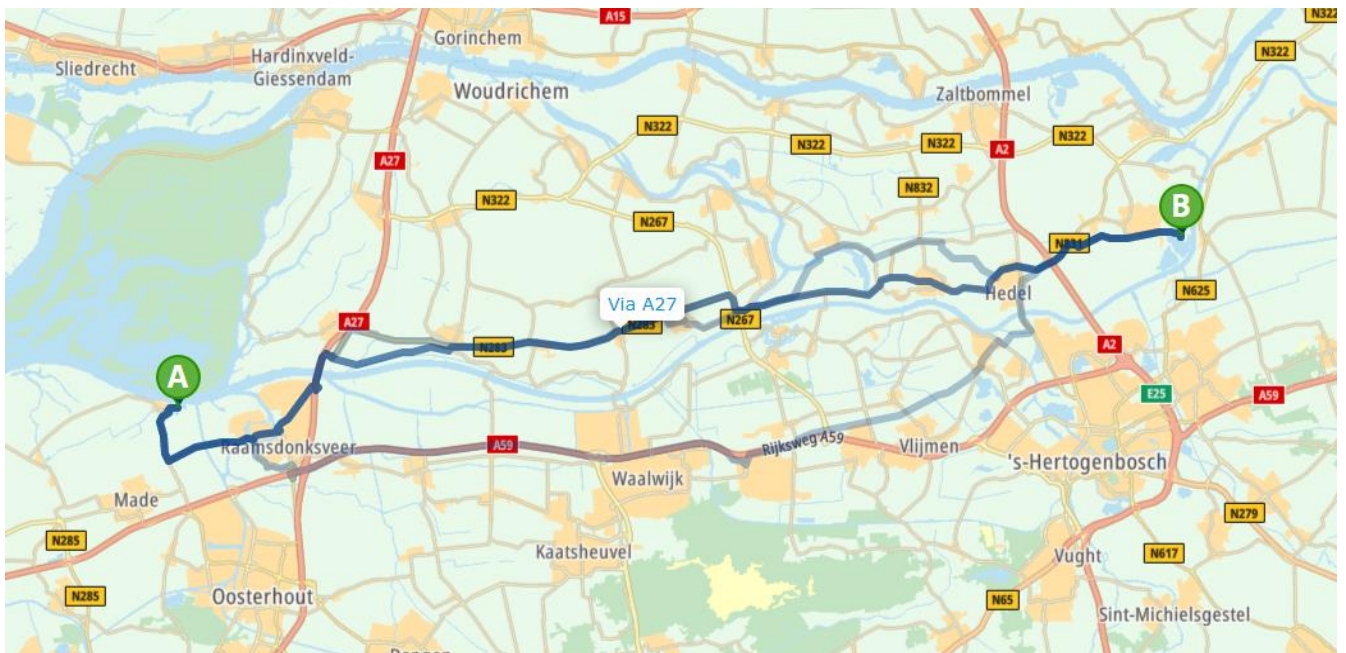 A15
N322
Gorinchem
Hardinxveld-
Giessendam
N322
Sliedrecht
Woudrichem
Zaltbommel
N322
N322
N322
N322
A2
A27
N832
N322
B
N267
N831
Hedel
N625
Via A27
A27
N267
N283
N283
A2
A
E25
A59
Raamsdonksveer
A59
Rijksweg A59
Vlijmen
's-Hertogenbosch
Waalwijk
Made
N279
N285
Kaatsheuvel
Vught
N617
N285
Oosterhout
N65
Sint-Michielsgestel